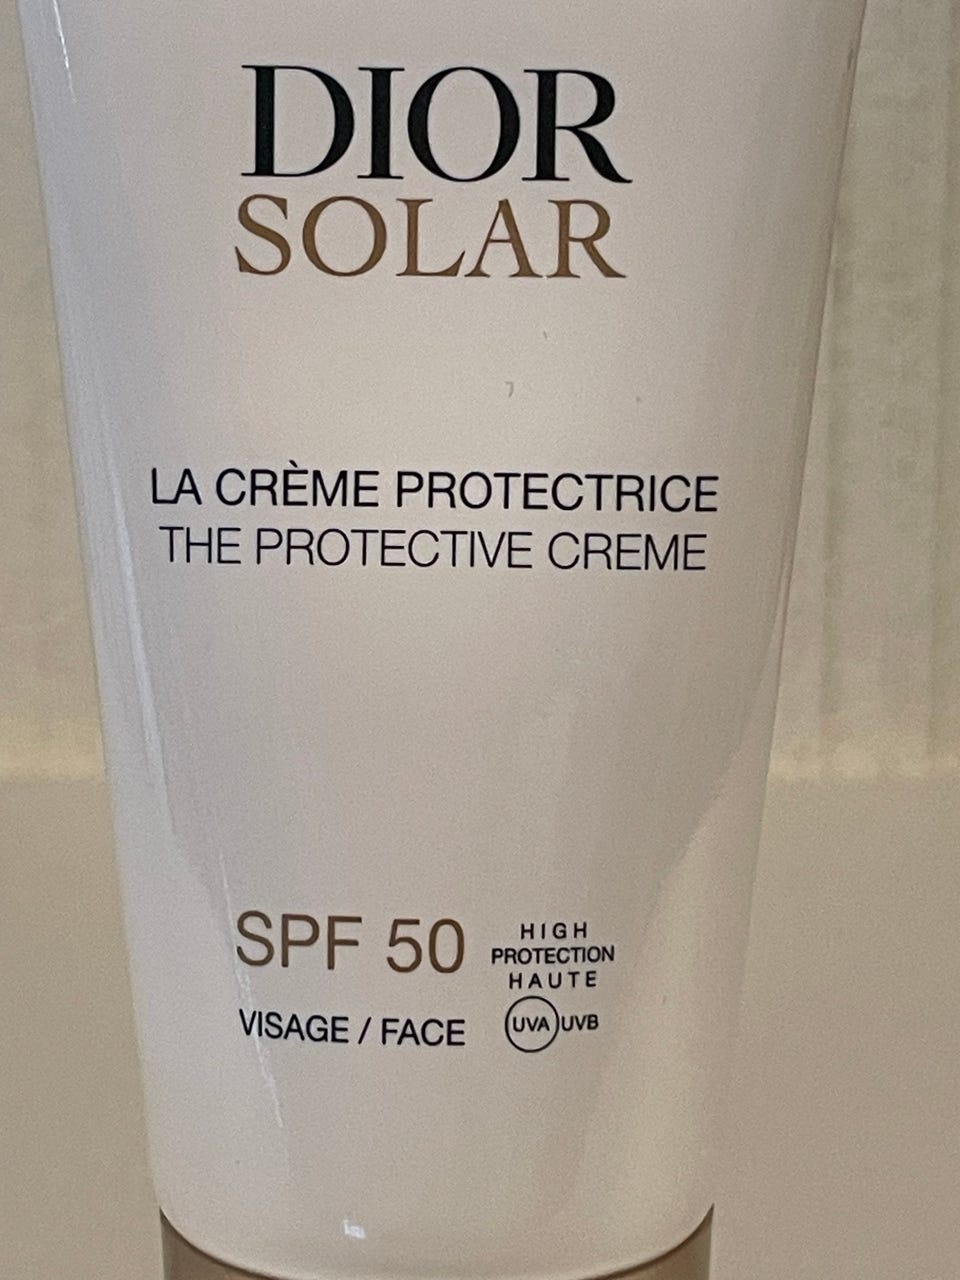 DIOR
SOLAR
LA CRÈME PROTECTRICE
THE PROTECTIVE CREME
SPF 50
HIGH
PROTECTION
HAUTE
VISAGE / FACE
UVA UVB